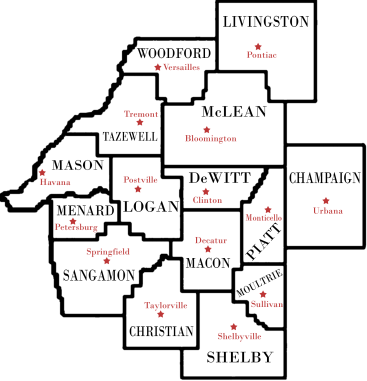 LIVINGSTON
Pontiac
WOODFORD
Versailles
McLEAN
Tremont
TAZEWELL
Bloomington
MASON
Havana
Postville
LOGAN
DeWITT
Clinton
CHAMPAIGN
Urbana
MENARD
Petersburg
Monticello
PIATT
Springfield
SANGAMON
Decatur
MACON
MOULTRIE
Sullivan
Taylorville
CHRISTIAN
Shelbyville
SHELBY